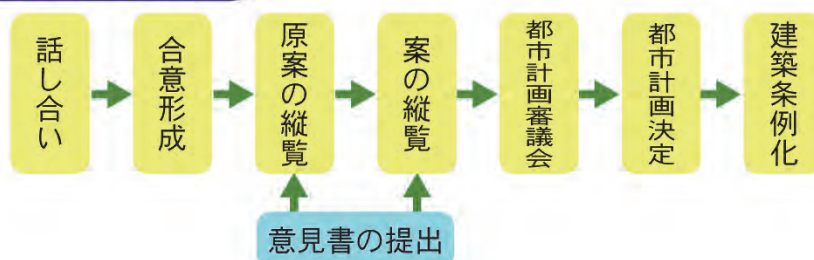 話し合い
合意形成
原案の縦覧
案の縦覧
都市計画審議会
都市計画決定
建築条例化
意見書の提出